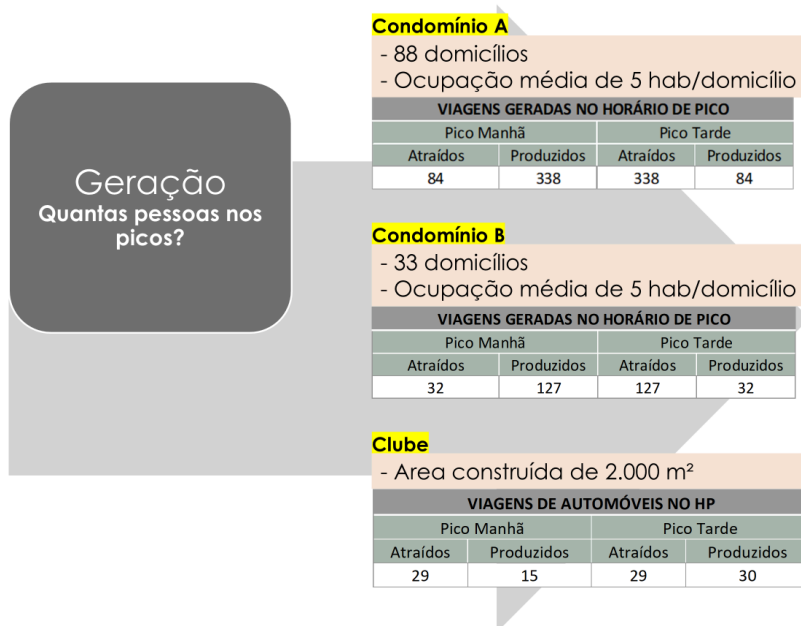 Geração
Quantas pessoas nos
picos?
Condomínio A
- 88 domicílios
- Ocupação média de 5 hab/domicílio
VIAGENS GERADAS NO HORÁRIO DE PICO
Pico Manhã Pico Tarde
Atraídos Produzidos Atraídos Produzidos
84 338 338 84
Condomínio B
- 33 domicílios
- Ocupação média de 5 hab/domicílio
VIAGENS GERADAS NO HORÁRIO DE PICO
Pico Manhã Pico Tarde
Atraídos Produzidos Atraídos Produzidos
32 127 127 32
Clube
- Area construída de 2.000 m²
VIAGENS DE AUTOMÓVEIS NO HP
Pico Manhã Pico Tarde
Atraídos Produzidos Atraídos Produzidos
29 15 29 30